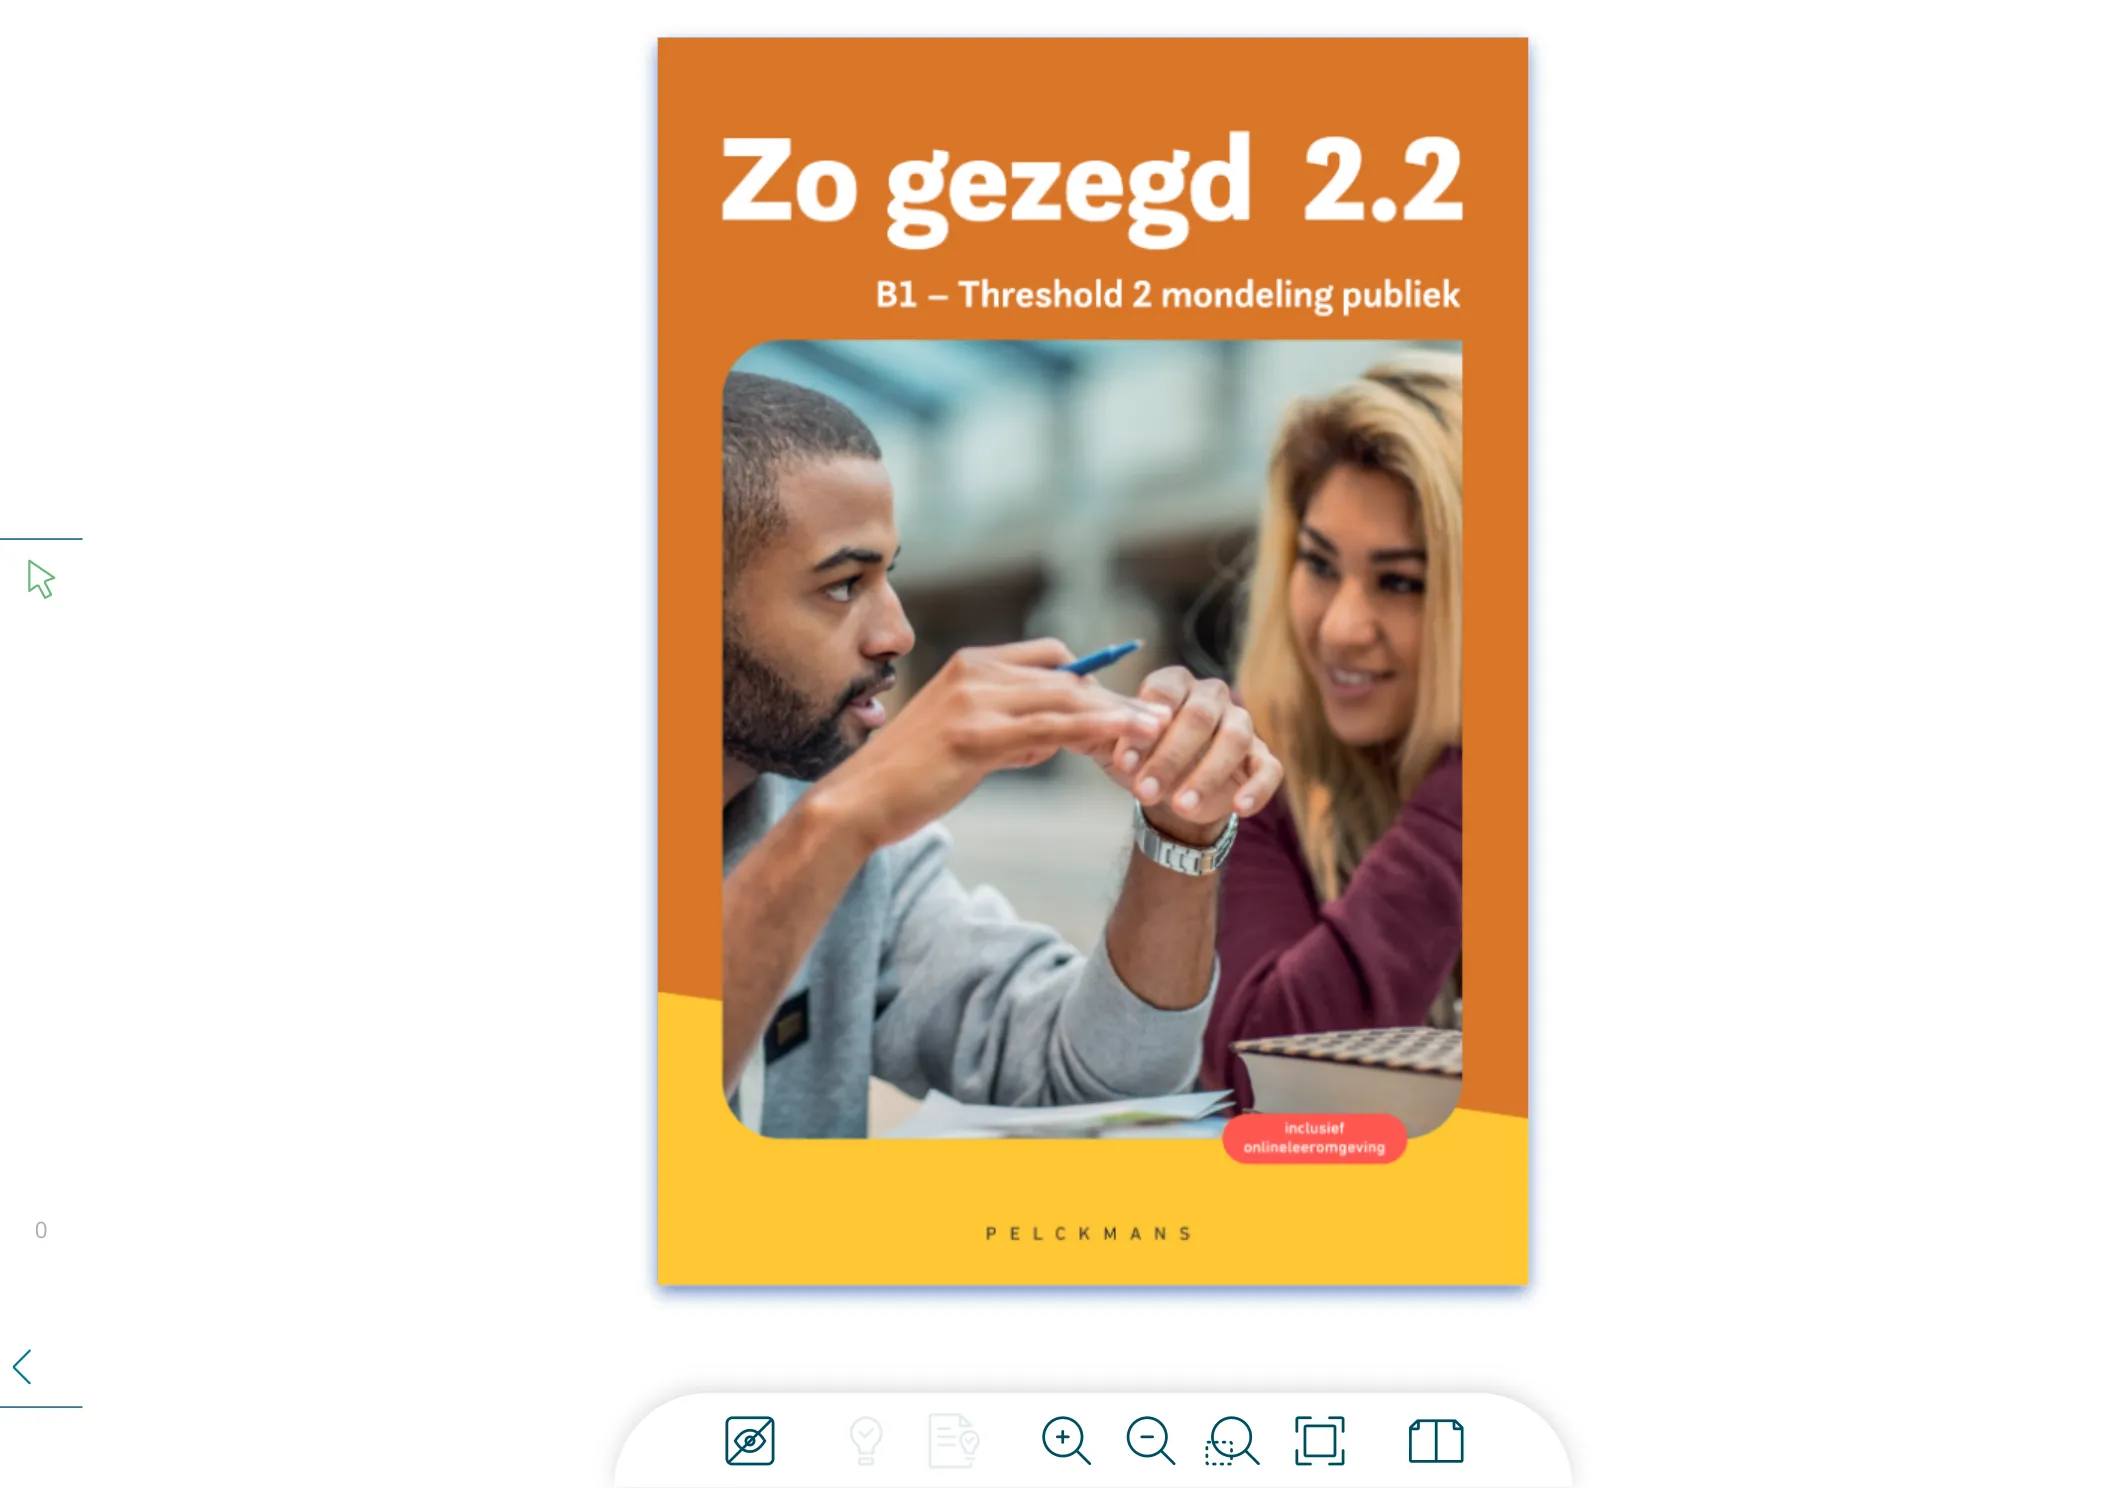 Zo gezegd 2.2
B1 – Threshold 2 mondeling publiek
inclusief
onlineleeromgeving
PELCKMANS
0